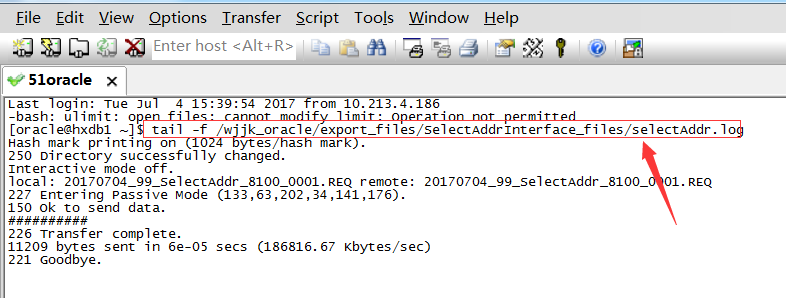 File Edit View Options Transfer Script Tools Window Help
Enter host <Alt+R>
51oracle
Last login: Tue Jul  4 15:39:54 2017 from 10.213.4.186
-bash: ulimit: open files: cannot modify limit: Operation not permitted
[oracle@hxdb1 ~]$ tail -f /wjjk_oracle/export_files/SelectAddrInterface_files/selectAddr.log
Hash mark printing on (1024 bytes/hash mark).
250 Directory successfully changed.
Interactive mode off.
local: 20170704_99_SelectAddr_8100_0001.REQ remote: 20170704_99_SelectAddr_8100_0001.REQ
227 Entering Passive Mode (133,63,202,34,141,176).
150 Ok to send data.
##########
226 Transfer complete.
11209 bytes sent in 6e-05 secs (186816.67 Kbytes/sec)
221 Goodbye.